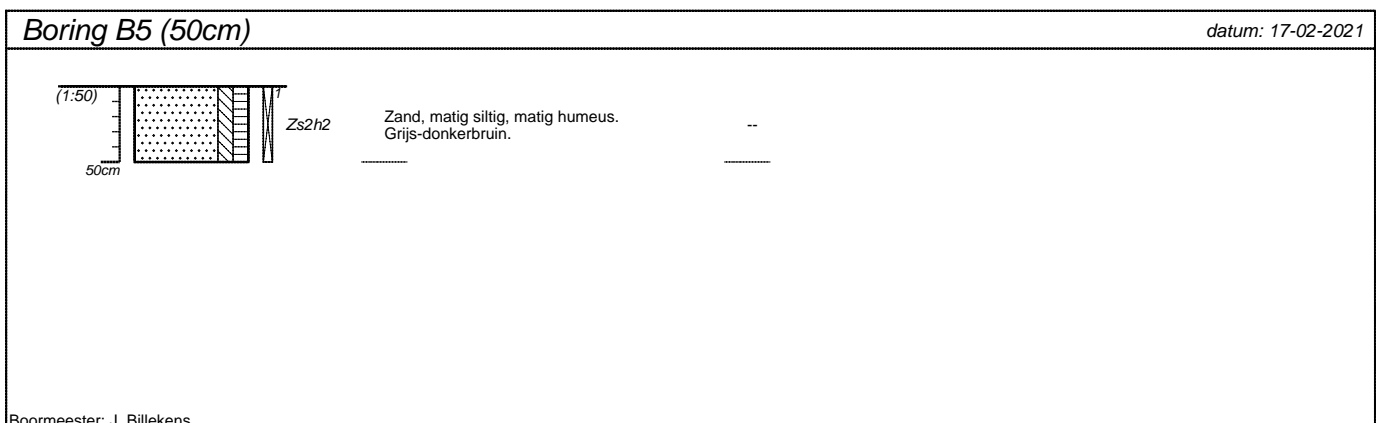 Boring B5 (50cm)
datum: 17-02-2021
(1:50)
1
Zs2h2
Zand, matig siltig, matig humeus.
Grijs-donkerbruin.
--
50cm
Boormeester: J. Billekens